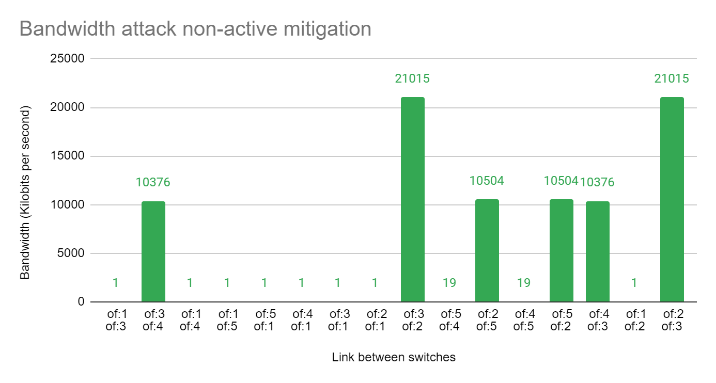 Bandwidth attack non-active mitigation
Bandwidth (Kilobits per second)
25000
20000
15000
10000
5000
0
1
10376
1
1
1
1
1
1
21015
19
10504
19
10504
10376
1
21015
of:1 of:3
of:3 of:4
of:1 of:4
of:1 of:5
of:5 of:1
of:4 of:1
of:3 of:1
of:2 of:1
of:3 of:2
of:5 of:4
of:2 of:5
of:4 of:5
of:5 of:2
of:4 of:3
of:1 of:2
of:2 of:3
Link between switches